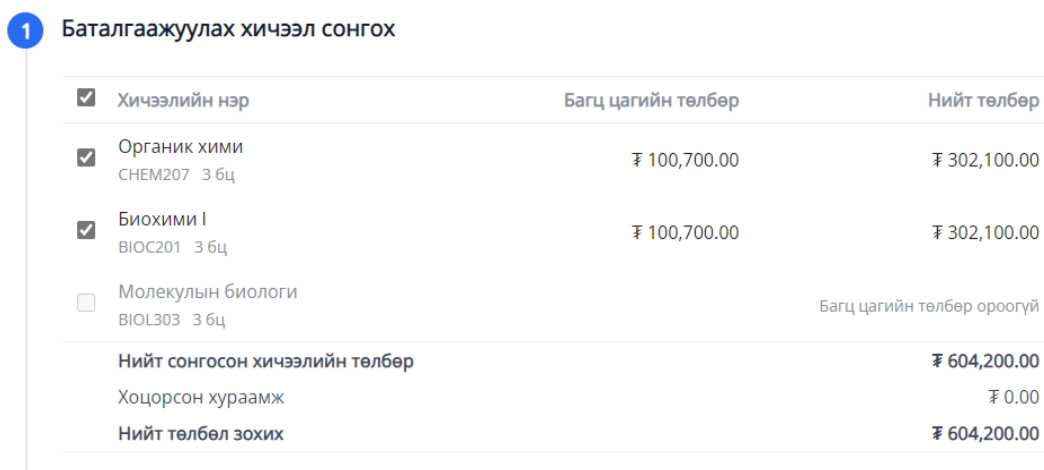 1 Баталгаажуулах хичээл сонгох
Хичээлийн нэр Багц цагийн төлбөр Нийт төлбөр
Органик хими
CHEM207 3 бц
₮ 100,700.00 ₮ 302,100.00
Биохими I
BIOC201 3 бц
₮ 100,700.00 ₮ 302,100.00
Молекулын биологи
BIOL303 3 бц
Багц цагийн төлбөр ороогүй
Нийт сонгосон хичээлийн төлбөр ₮ 604,200.00
Хоцорсон хураамж ₮ 0.00
Нийт төлбөл зохих ₮ 604,200.00